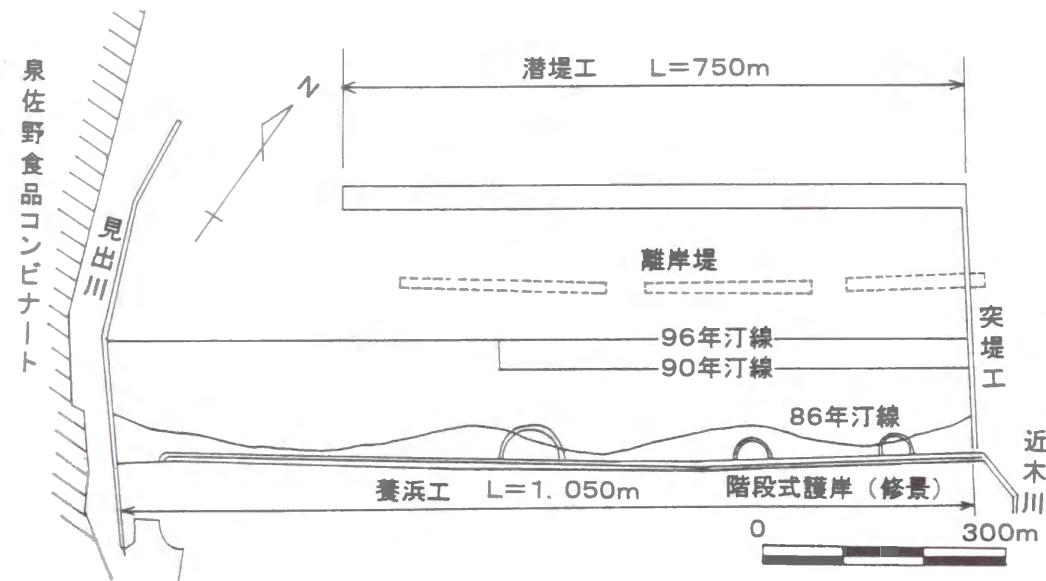 泉佐野食品コンビナート
見出川
N
潜堤工 L=750m
離岸堤
96年汀線
90年汀線
86年汀線
突堤工
近木川
養浜工 L=1.050m
階段式護岸(修景)
0 300m